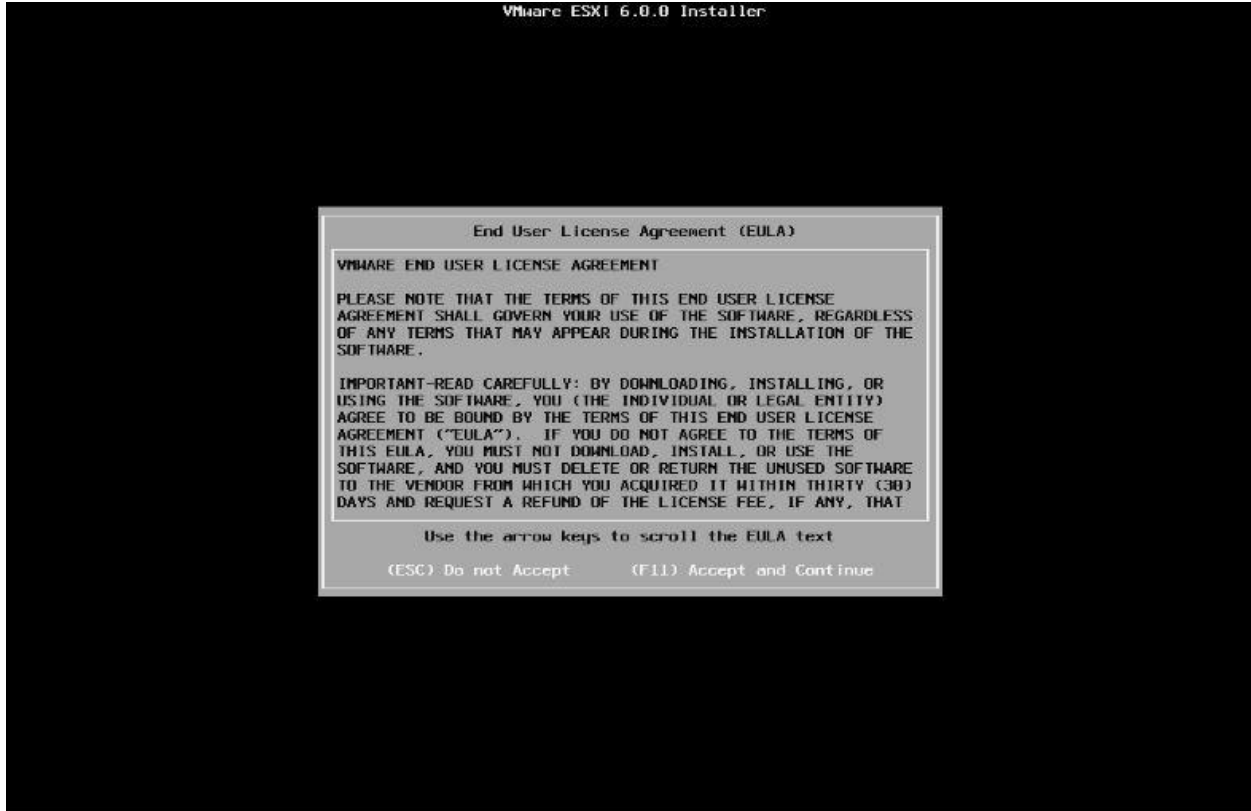 VMware ESXi 6.0.0 Installer
End User License Agreement (EULA)
VMWARE END USER LICENSE AGREEMENT
PLEASE NOTE THAT THE TERMS OF THIS END USER LICENSE
AGREEMENT SHALL GOVERN YOUR USE OF THE SOFTWARE, REGARDLESS
OF ANY TERMS THAT MAY APPEAR DURING THE INSTALLATION OF THE
SOFTWARE.
IMPORTANT-READ CAREFULLY: BY DOWNLOADING, INSTALLING, OR
USING THE SOFTWARE, YOU (THE INDIVIDUAL OR LEGAL ENTITY)
AGREE TO BE BOUND BY THE TERMS OF THIS END USER LICENSE
AGREEMENT ("EULA").  IF YOU DO NOT AGREE TO THE TERMS OF
THIS EULA, YOU MUST NOT DOWNLOAD, INSTALL, OR USE THE
SOFTWARE, AND YOU MUST DELETE OR RETURN THE UNUSED SOFTWARE
TO THE VENDOR FROM WHICH YOU ACQUIRED IT WITHIN THIRTY (30)
DAYS AND REQUEST A REFUND OF THE LICENSE FEE, IF ANY, THAT
Use the arrow keys to scroll the EULA text
(ESC) Do not Accept (F11) Accept and Continue